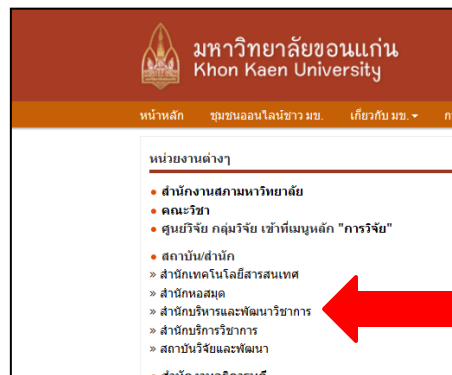 มหาวิทยาลัยขอนแก่น
Khon Kaen University
หน้าหลัก ชุมชนออนไลน์ชาว มข. เกี่ยวกับ มข.
หน่วยงานต่างๆ
• สำนักงานสภามหาวิทยาลัย
• คณะวิชา
• ศูนย์วิจัย กลุ่มวิจัย เข้าที่เมนูหลัก "การวิจัย"
• สถาบัน/สำนัก
» สำนักเทคโนโลยีสารสนเทศ
» สำนักหอสมุด
» สำนักบริหารและพัฒนาวิชาการ
» สำนักบริการวิชาการ
» สถาบันวิจัยและพัฒนา